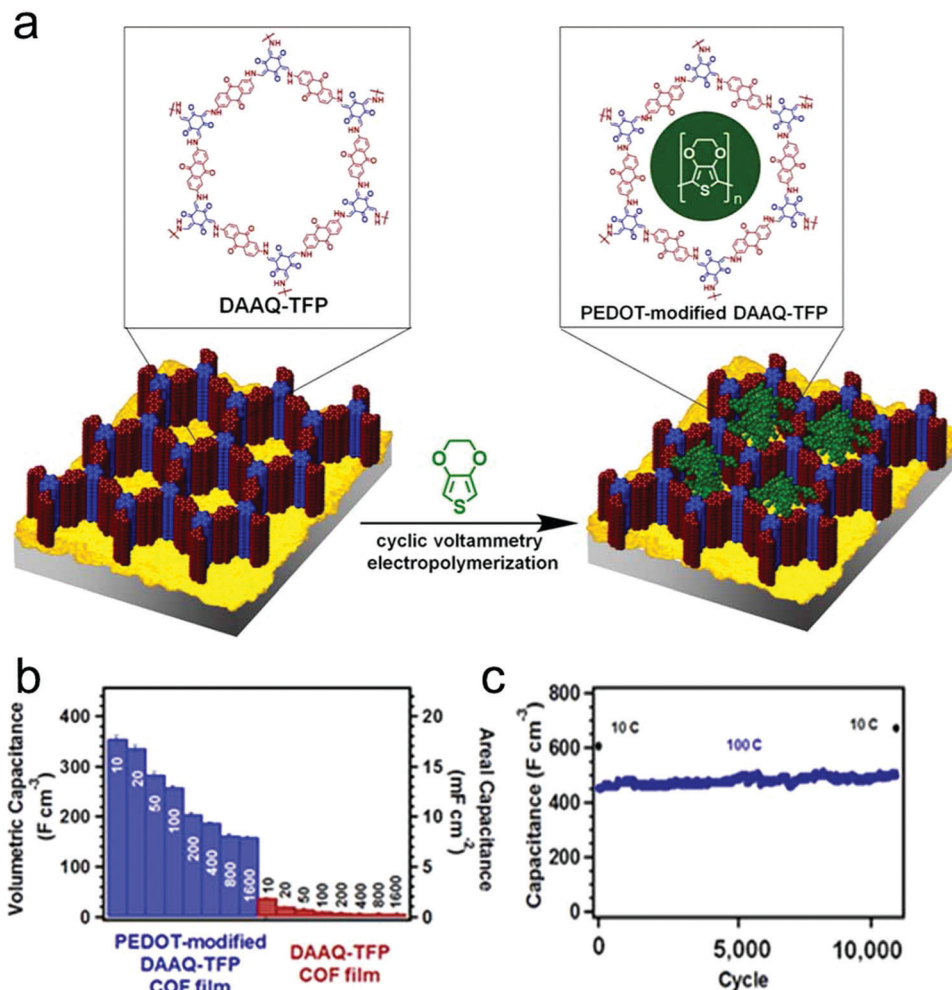 a
DAAQ-TFP
O O
S
n
PEDOT-modified DAAQ-TFP
O O
S
cyclic voltammetry
electropolymerization
b
Volumetric Capacitance
(F cm-3)
400
300
200
100
0
10
20
50
100
200
400
800
1600
10
20
50
100
200
400
800
1600
20
15
10
5
0
Areal Capacitance
(mF cm-2)
PEDOT-modified
DAAQ-TFP
COF film
DAAQ-TFP
COF film
c
Capacitance (F cm-3)
800
600
400
200
0
10 C
100 C
10 C
0
5,000
10,000
Cycle